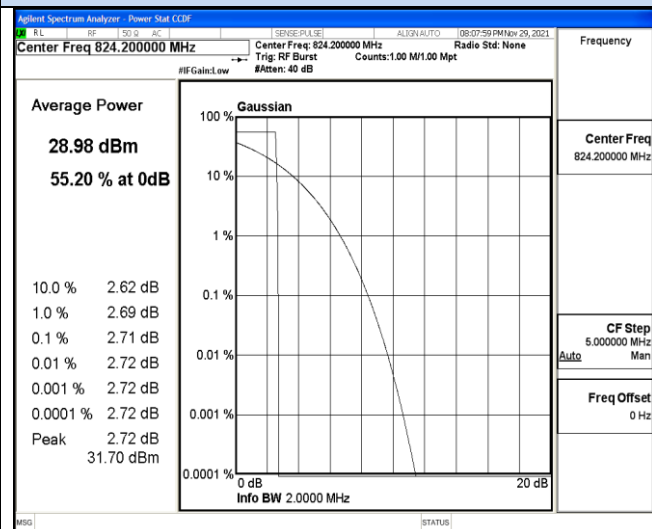 Agilent Spectrum Analyzer - Power Stat CCDF
RL RF 50 Ω AC SENSE:PULSE ALIGN AUTO 08:07:59 PM Nov 29, 2021
Center Freq 824.200000 MHz
Center Freq: 824.200000 MHz Radio Std: None
Trig: RF Burst Counts:1.00 M/1.00 Mpt
#IFGain:Low #Atten: 40 dB
Frequency
Average Power
28.98 dBm
55.20 % at 0dB
10.0 % 2.62 dB
1.0 % 2.69 dB
0.1 % 2.71 dB
0.01 % 2.72 dB
0.001 % 2.72 dB
0.0001 % 2.72 dB
Peak 2.72 dB
31.70 dBm
Gaussian
100 %
10 %
1 %
0.1 %
0.01 %
0.001 %
0.0001 %
0 dB 20 dB
Info BW 2.0000 MHz
Center Freq
824.200000 MHz
CF Step
5.000000 MHz
Auto Man
Freq Offset
0 Hz
MSG STATUS